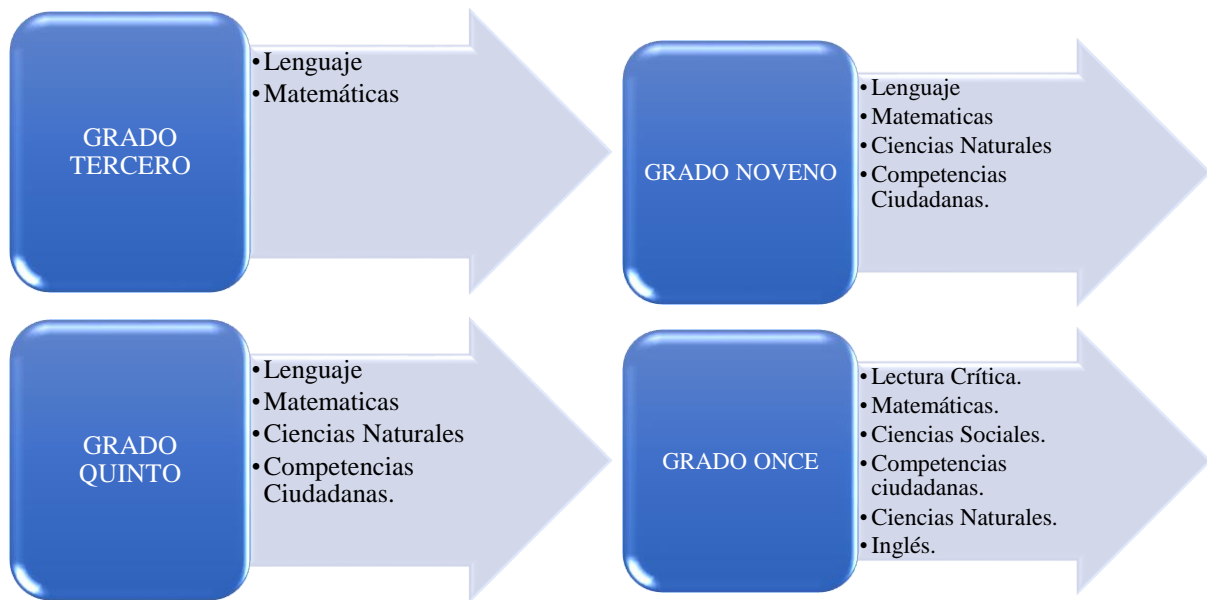 GRADO
TERCERO
•Lenguaje
•Matemáticas
GRADO NOVENO
•Lenguaje
•Matematicas
•Ciencias Naturales
•Competencias
Ciudadanas.
GRADO
QUINTO
•Lenguaje
•Matematicas
•Ciencias Naturales
•Competencias
Ciudadanas.
GRADO ONCE
•Lectura Crítica.
•Matemáticas.
•Ciencias Sociales.
•Competencias
ciudadanas.
•Ciencias Naturales.
•Inglés.